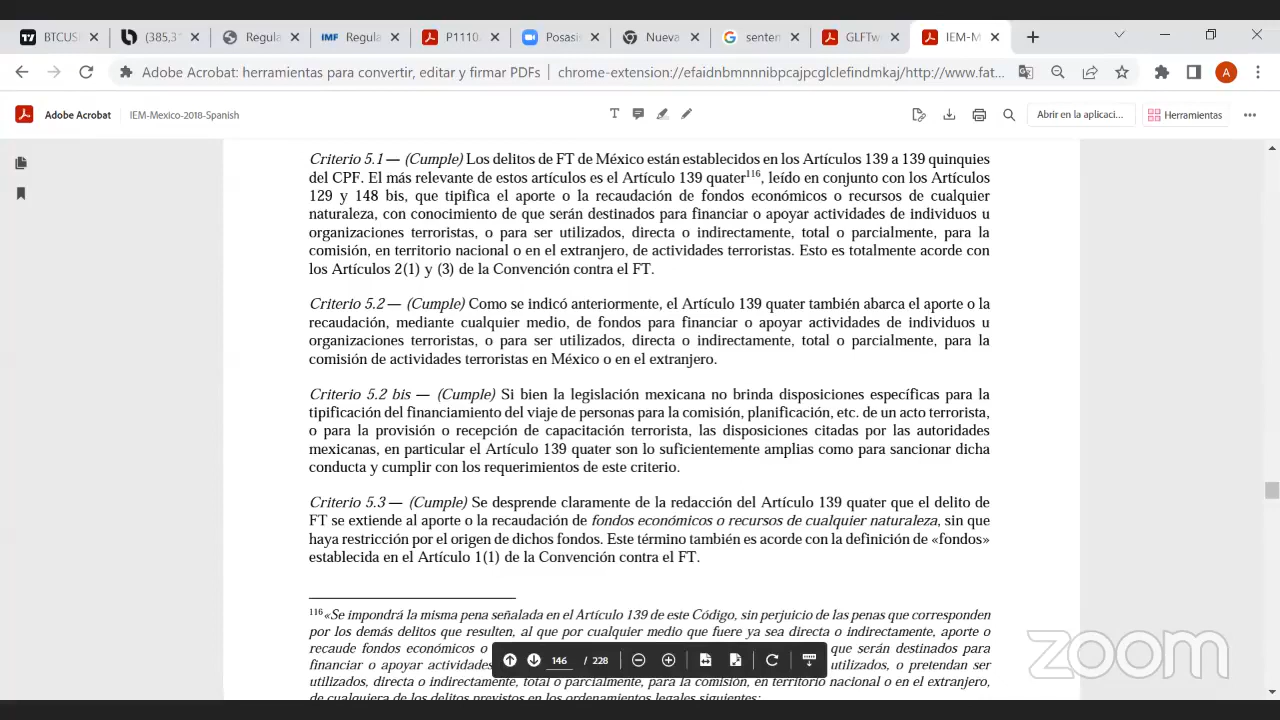 BTCUS
(385,3
Regula
IMF Regula
P1110
Posasi
Nueva
senten
GLFTw
IEM-M
Adobe Acrobat: herramientas para convertir, editar y firmar PDFs | chrome-extension://efaidnbmnnnibpcajpcglclefindmkaj/http://www.fat...
A
Adobe Acrobat
IEM-Mexico-2018-Spanish
Abrir en la aplicaci...
Herramientas
Criterio 5.1 — (Cumple) Los delitos de FT de México están establecidos en los Artículos 139 a 139 quinquies
del CPF. El más relevante de estos artículos es el Artículo 139 quater116, leído en conjunto con los Artículos
129 y 148 bis, que tipifica el aporte o la recaudación de fondos económicos o recursos de cualquier
naturaleza, con conocimiento de que serán destinados para financiar o apoyar actividades de individuos u
organizaciones terroristas, o para ser utilizados, directa o indirectamente, total o parcialmente, para la
comisión, en territorio nacional o en el extranjero, de actividades terroristas. Esto es totalmente acorde con
los Artículos 2(1) y (3) de la Convención contra el FT.
Criterio 5.2 — (Cumple) Como se indicó anteriormente, el Artículo 139 quater también abarca el aporte o la
recaudación, mediante cualquier medio, de fondos para financiar o apoyar actividades de individuos u
organizaciones terroristas, o para ser utilizados, directa o indirectamente, total o parcialmente, para la
comisión de actividades terroristas en México o en el extranjero.
Criterio 5.2 bis — (Cumple) Si bien la legislación mexicana no brinda disposiciones específicas para la
tipificación del financiamiento del viaje de personas para la comisión, planificación, etc. de un acto terrorista,
o para la provisión o recepción de capacitación terrorista, las disposiciones citadas por las autoridades
mexicanas, en particular el Artículo 139 quater son lo suficientemente amplias como para sancionar dicha
conducta y cumplir con los requerimientos de este criterio.
Criterio 5.3 — (Cumple) Se desprende claramente de la redacción del Artículo 139 quater que el delito de
FT se extiende al aporte o la recaudación de fondos económicos o recursos de cualquier naturaleza, sin que
haya restricción por el origen de dichos fondos. Este término también es acorde con la definición de «fondos»
establecida en el Artículo 1(1) de la Convención contra el FT.
116«Se impondrá la misma pena señalada en el Artículo 139 de este Código, sin perjuicio de las penas que corresponden
por los demás delitos que resulten, al que por cualquier medio que fuere ya sea directa o indirectamente, aporte o
recaude fondos económicos o que serán destinados para
financiar o apoyar actividades utilizados, o pretendan ser
utilizados, directa o indirectamente, total o parcialmente, para la comisión, en territorio nacional o en el extranjero,
de cualquiera de los delitos previstos en los ordenamientos legales siguientes:
146 / 228
zoom